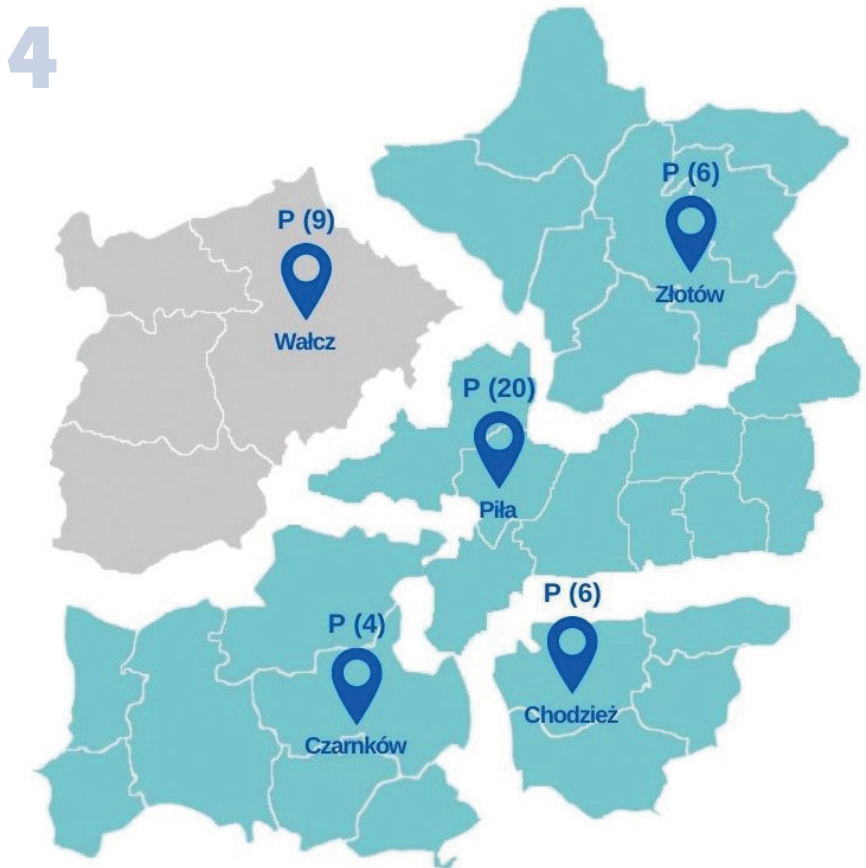 4
P (6)
Złotów
P (9)
Wałcz
P (20)
Piła
P (6)
Chodzież
P (4)
Czarnków